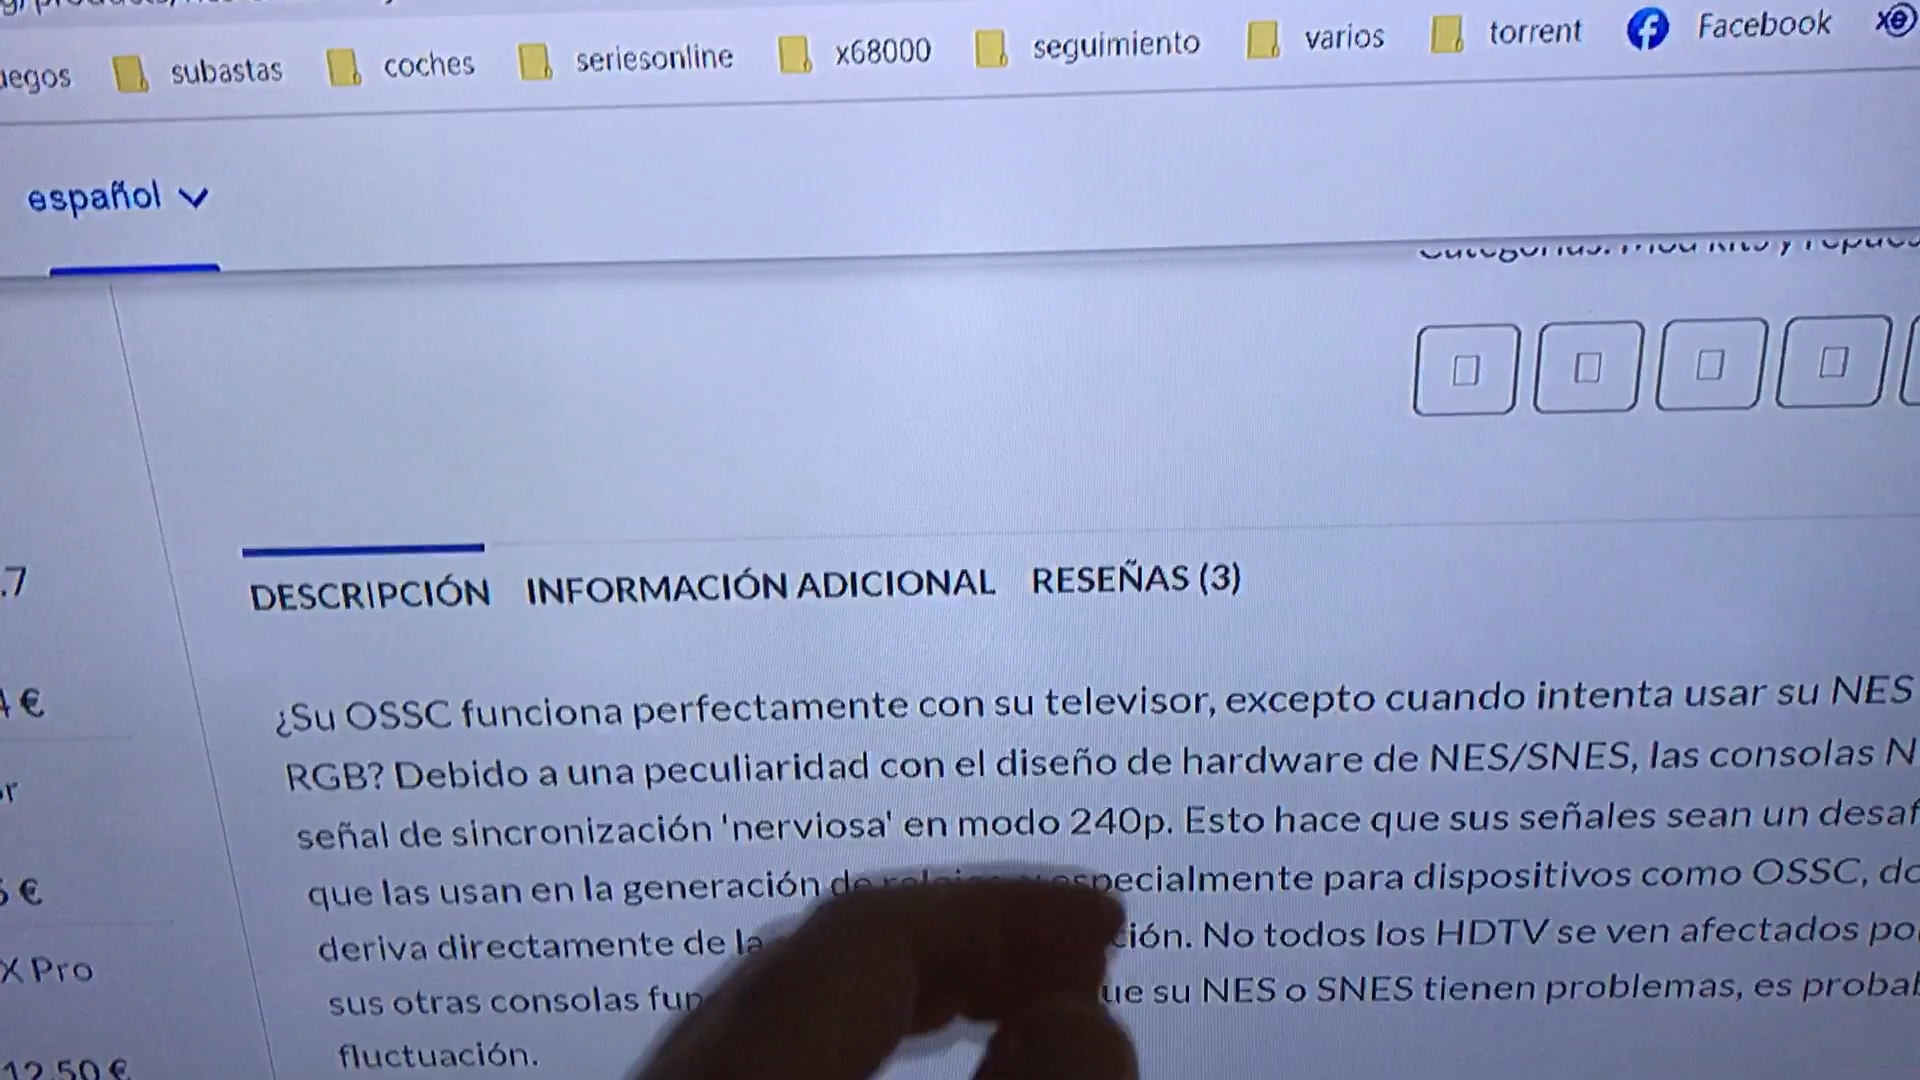 subastas coches seriesonline x68000 seguimiento varios torrent Facebook
español
DESCRIPCIÓN INFORMACIÓN ADICIONAL RESEÑAS (3)
¿Su OSSC funciona perfectamente con su televisor, excepto cuando intenta usar su NES
RGB? Debido a una peculiaridad con el diseño de hardware de NES/SNES, las consolas
señal de sincronización 'nerviosa' en modo 240p. Esto hace que sus señales sean un
que las usan en la generación especialmente para dispositivos como OSSC,
deriva directamente de la No todos los HDTV se ven afectados
sus otras consolas su NES o SNES tienen problemas, es
fluctuación.
€
€
X Pro
12,50 €